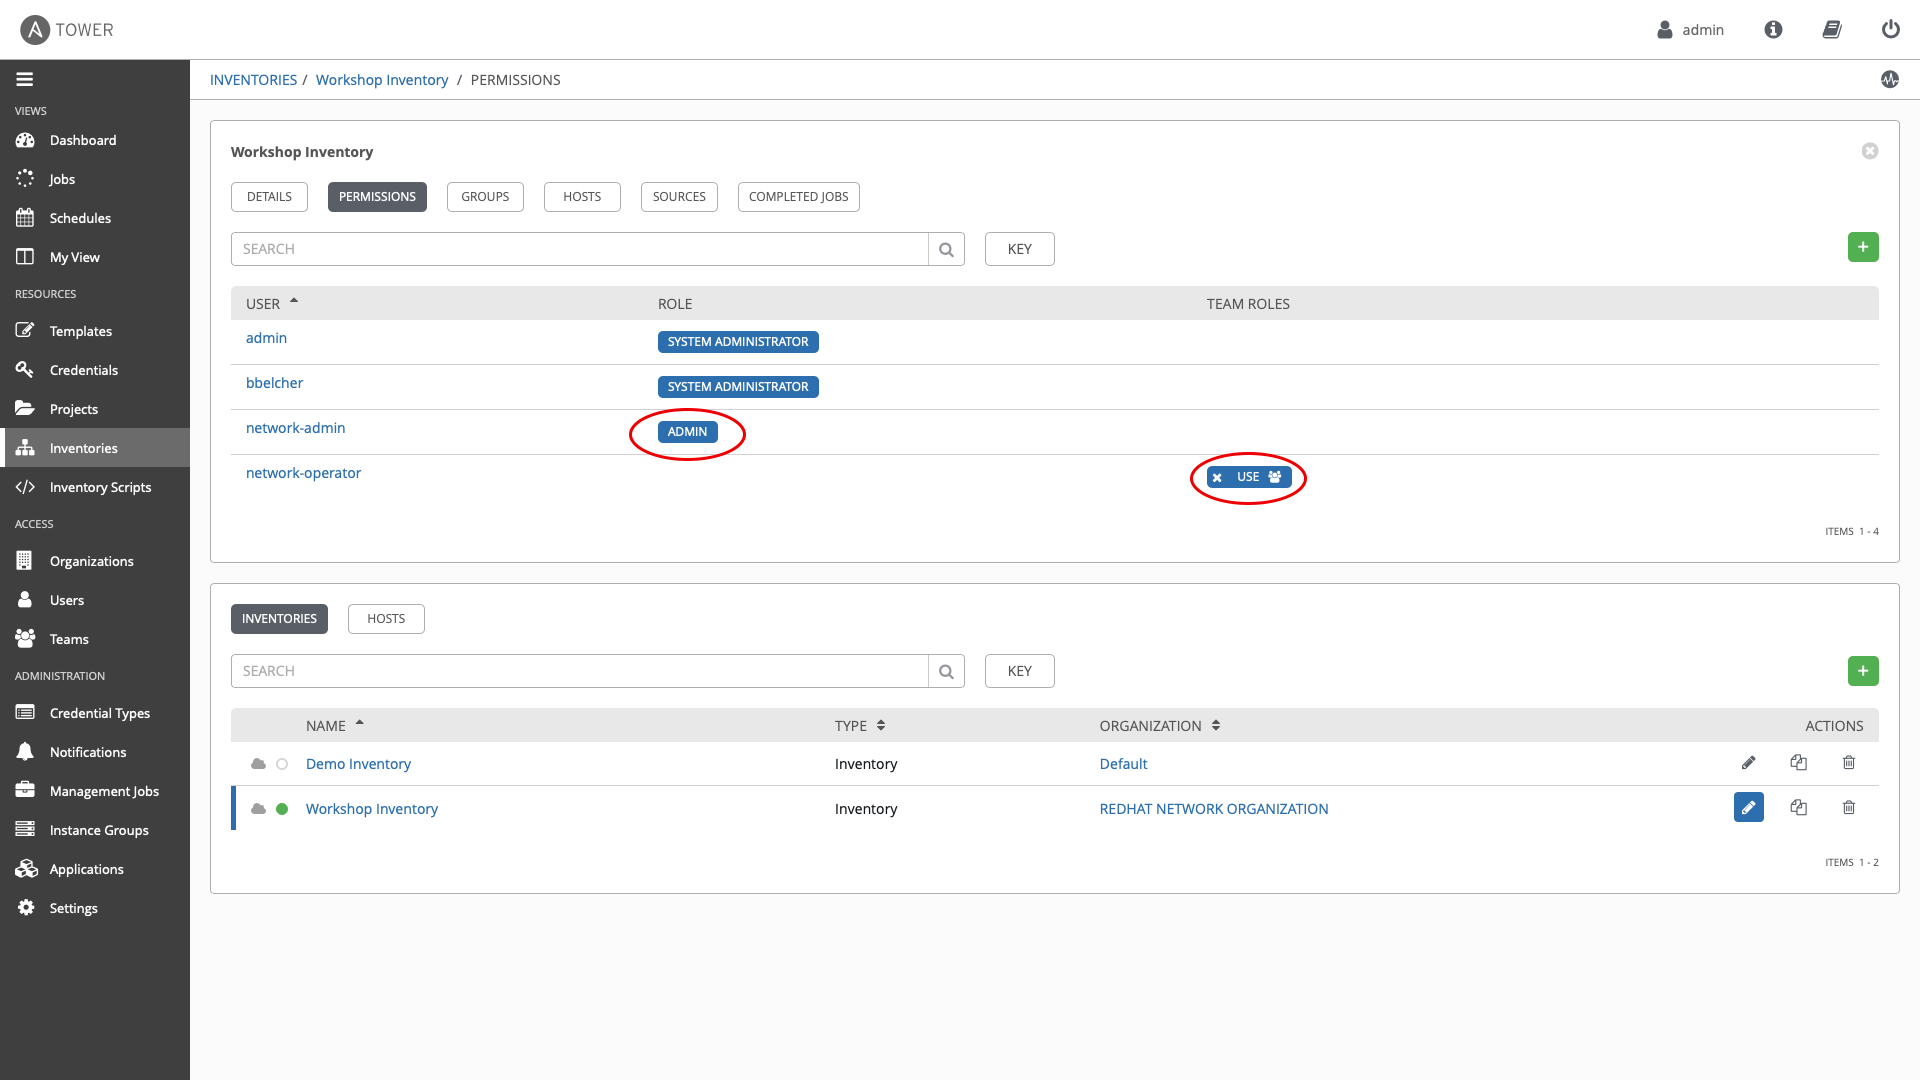 TOWER
admin
INVENTORIES / Workshop Inventory / PERMISSIONS
VIEWS
Dashboard
Jobs
Schedules
My View
RESOURCES
Templates
Credentials
Projects
Inventories
Inventory Scripts
ACCESS
Organizations
Users
Teams
ADMINISTRATION
Credential Types
Notifications
Management Jobs
Instance Groups
Applications
Settings
Workshop Inventory
DETAILS PERMISSIONS GROUPS HOSTS SOURCES COMPLETED JOBS
SEARCH KEY
USER ROLE TEAM ROLES
admin SYSTEM ADMINISTRATOR
bbelcher SYSTEM ADMINISTRATOR
network-admin ADMIN
network-operator USE
ITEMS 1 - 4
INVENTORIES HOSTS
SEARCH KEY
NAME TYPE ORGANIZATION ACTIONS
Demo Inventory Inventory Default
Workshop Inventory Inventory REDHAT NETWORK ORGANIZATION
ITEMS 1 - 2